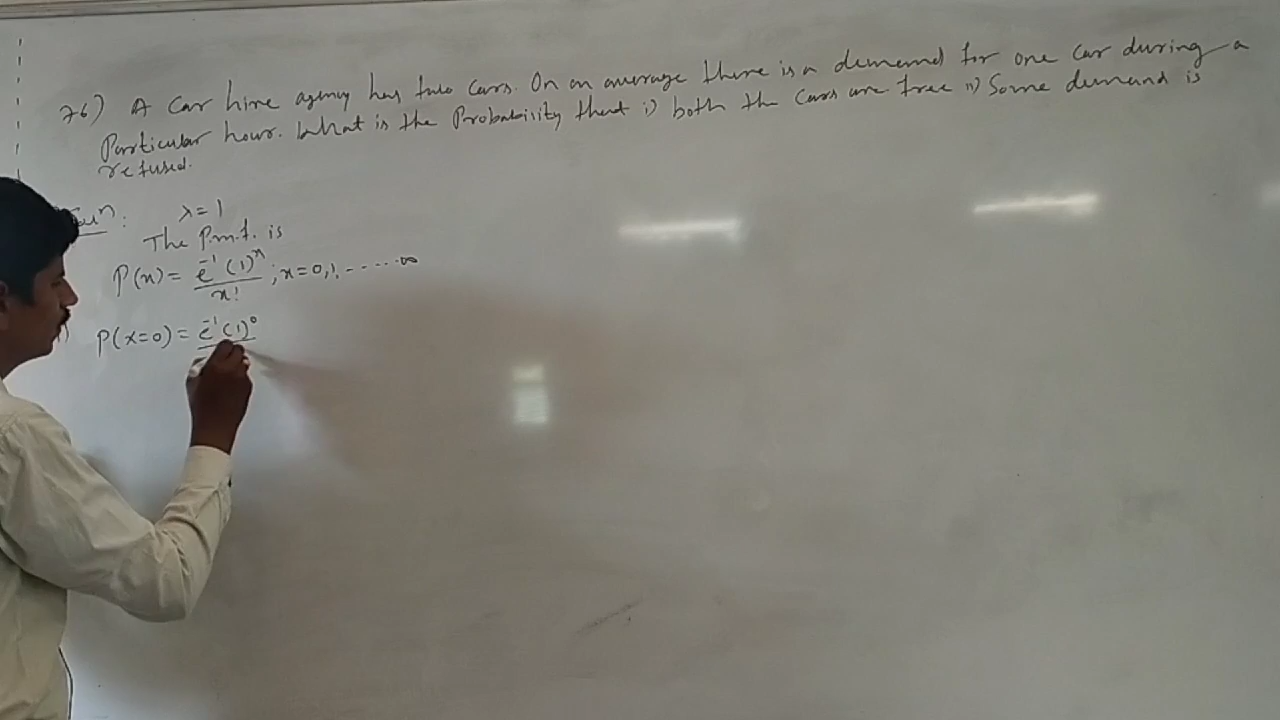 76) A Car hire agency has two Cars. On an average there is a demand for one Car during a
Particular hour. What is the Probability that i) both the Cars are free ii) Some demand is
refused.
λ=1
The P.m.f. is
P(x) = e⁻¹ (1)ˣ / x! ; x=0,1,------∞
P(x=0) = e⁻¹ (1)⁰